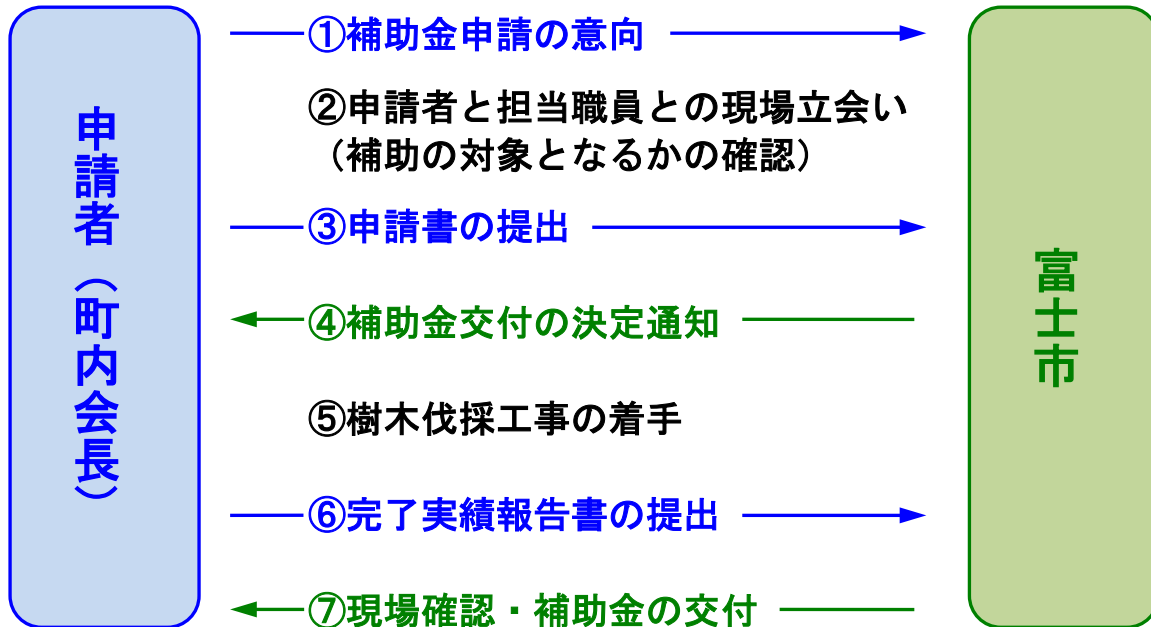 申請者（町内会長）
①補助金申請の意向
②申請者と担当職員との現場立会い
（補助の対象となるかの確認）
③申請書の提出
④補助金交付の決定通知
⑤樹木伐採工事の着手
⑥完了実績報告書の提出
⑦現場確認・補助金の交付
富士市